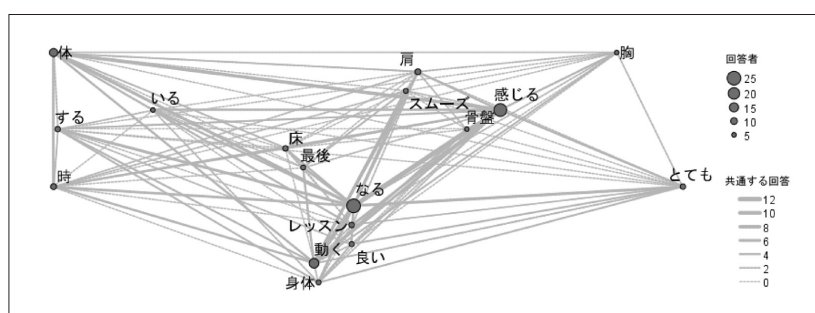 体
胸
肩
回答者
25
20
15
10
5
いる
スムーズ
感じる
する
骨盤
床
最後
時
なる
とても
共通する回答
12
10
8
6
4
2
0
レッスン
動く
良い
身体